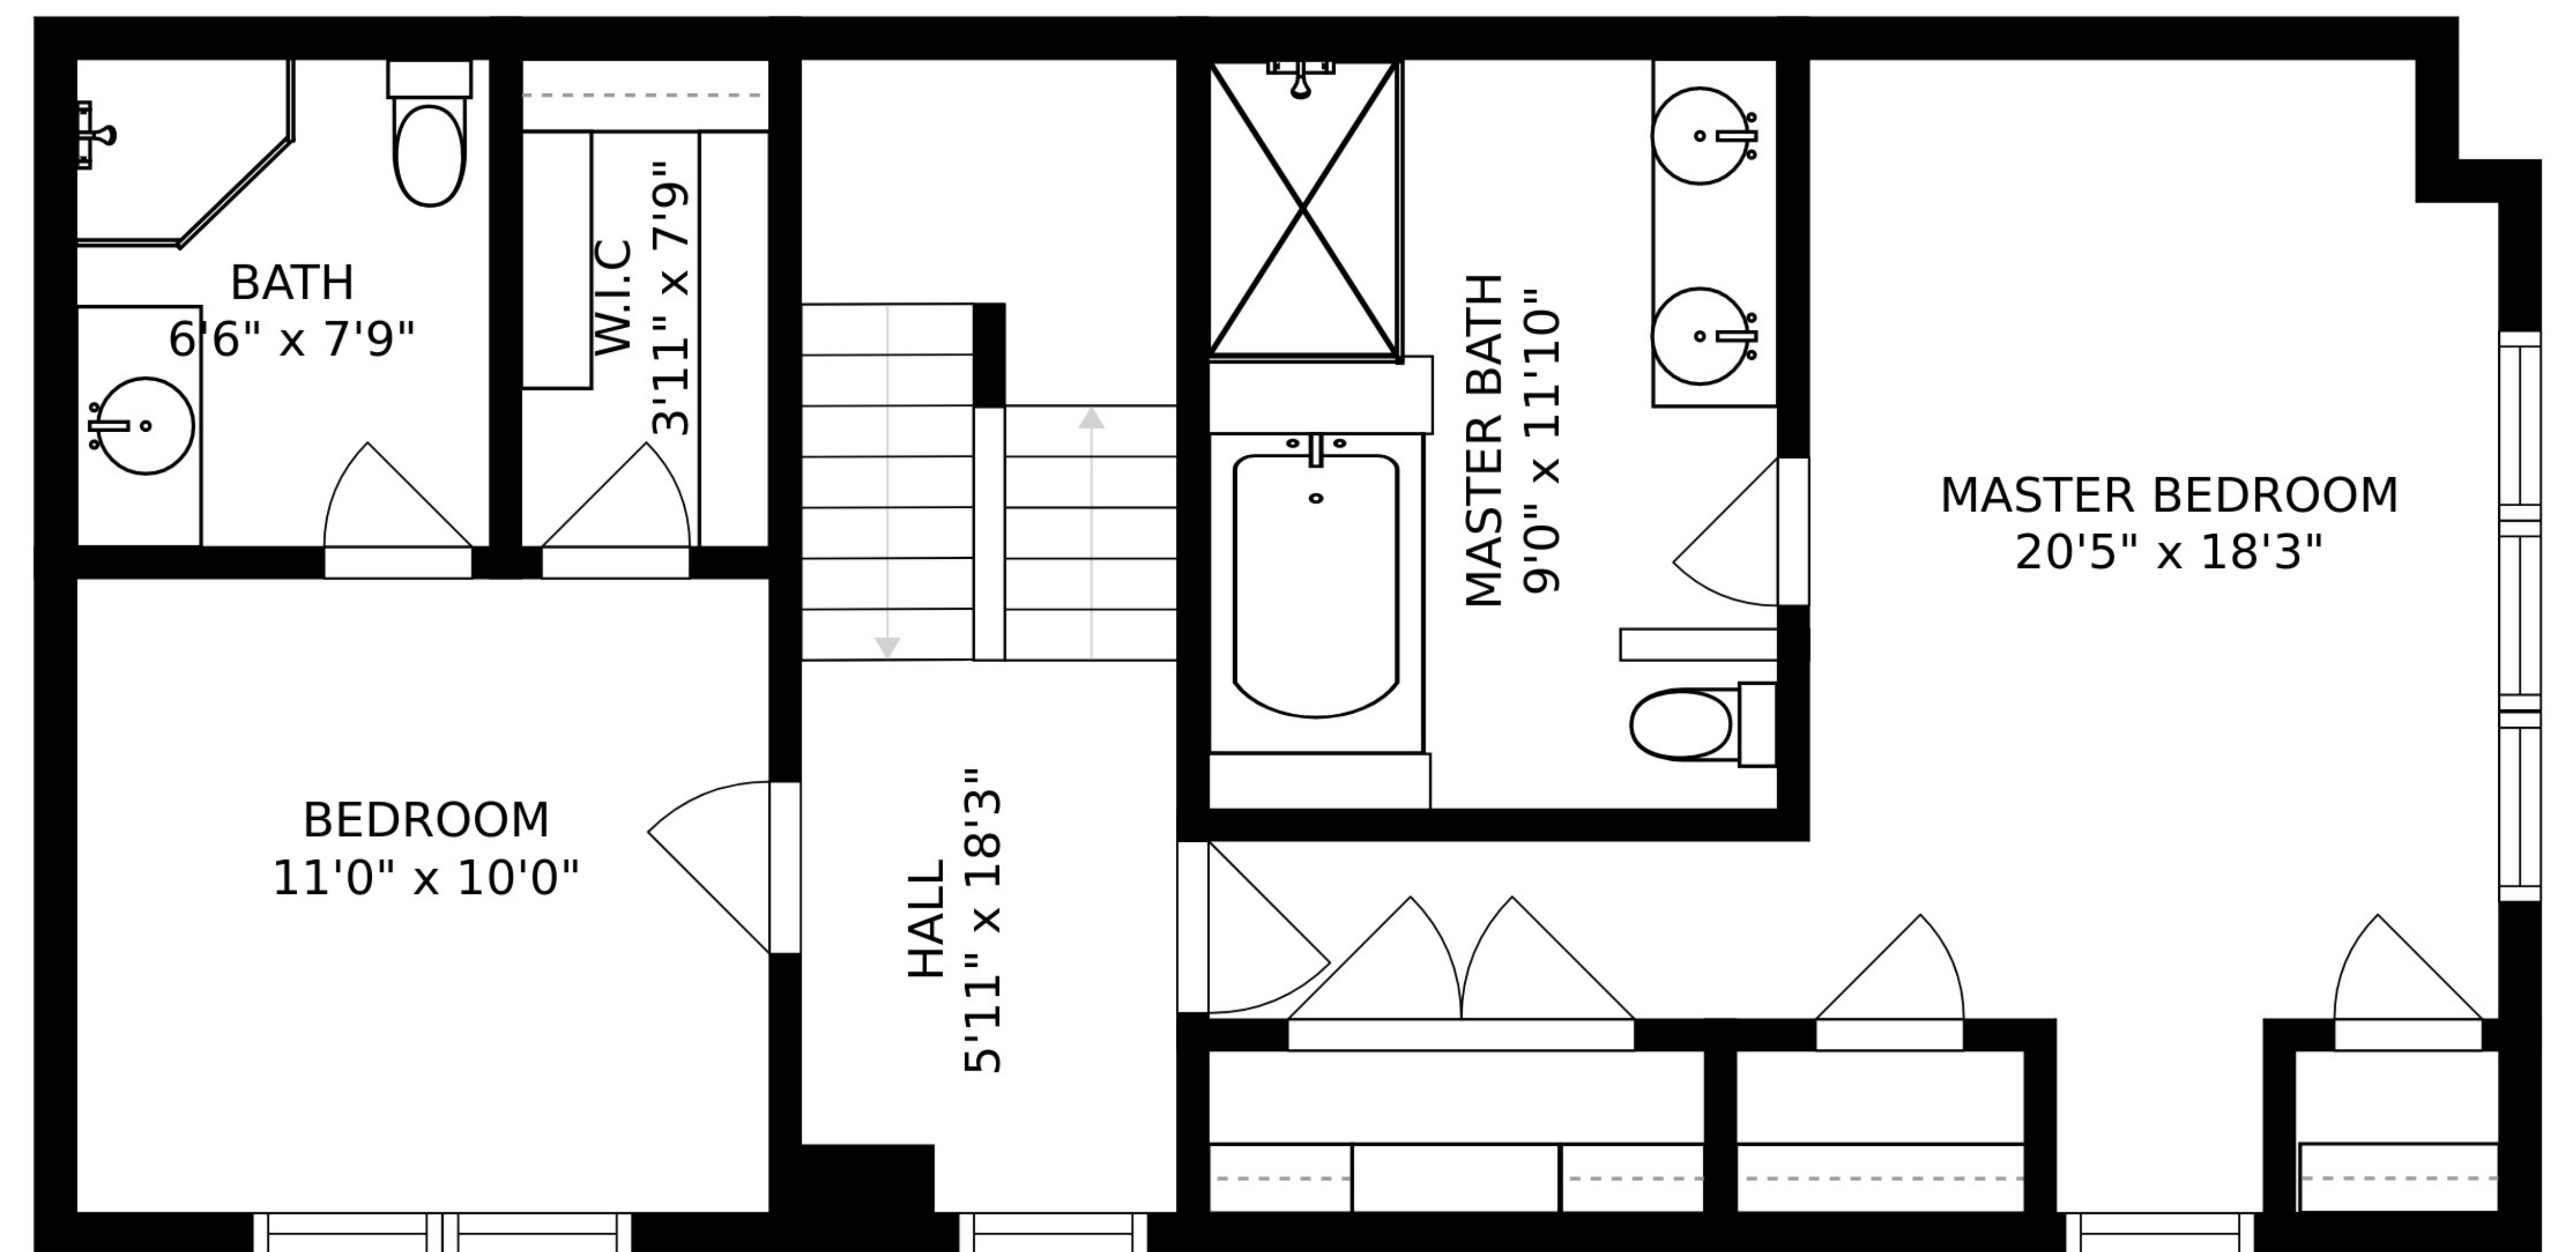 BATH
6'6" x 7'9"
W.I.C
3'11" x 7'9"
MASTER BATH
9'0" x 11'10"
MASTER BEDROOM
20'5" x 18'3"
BEDROOM
11'0" x 10'0"
HALL
5'11" x 18'3"